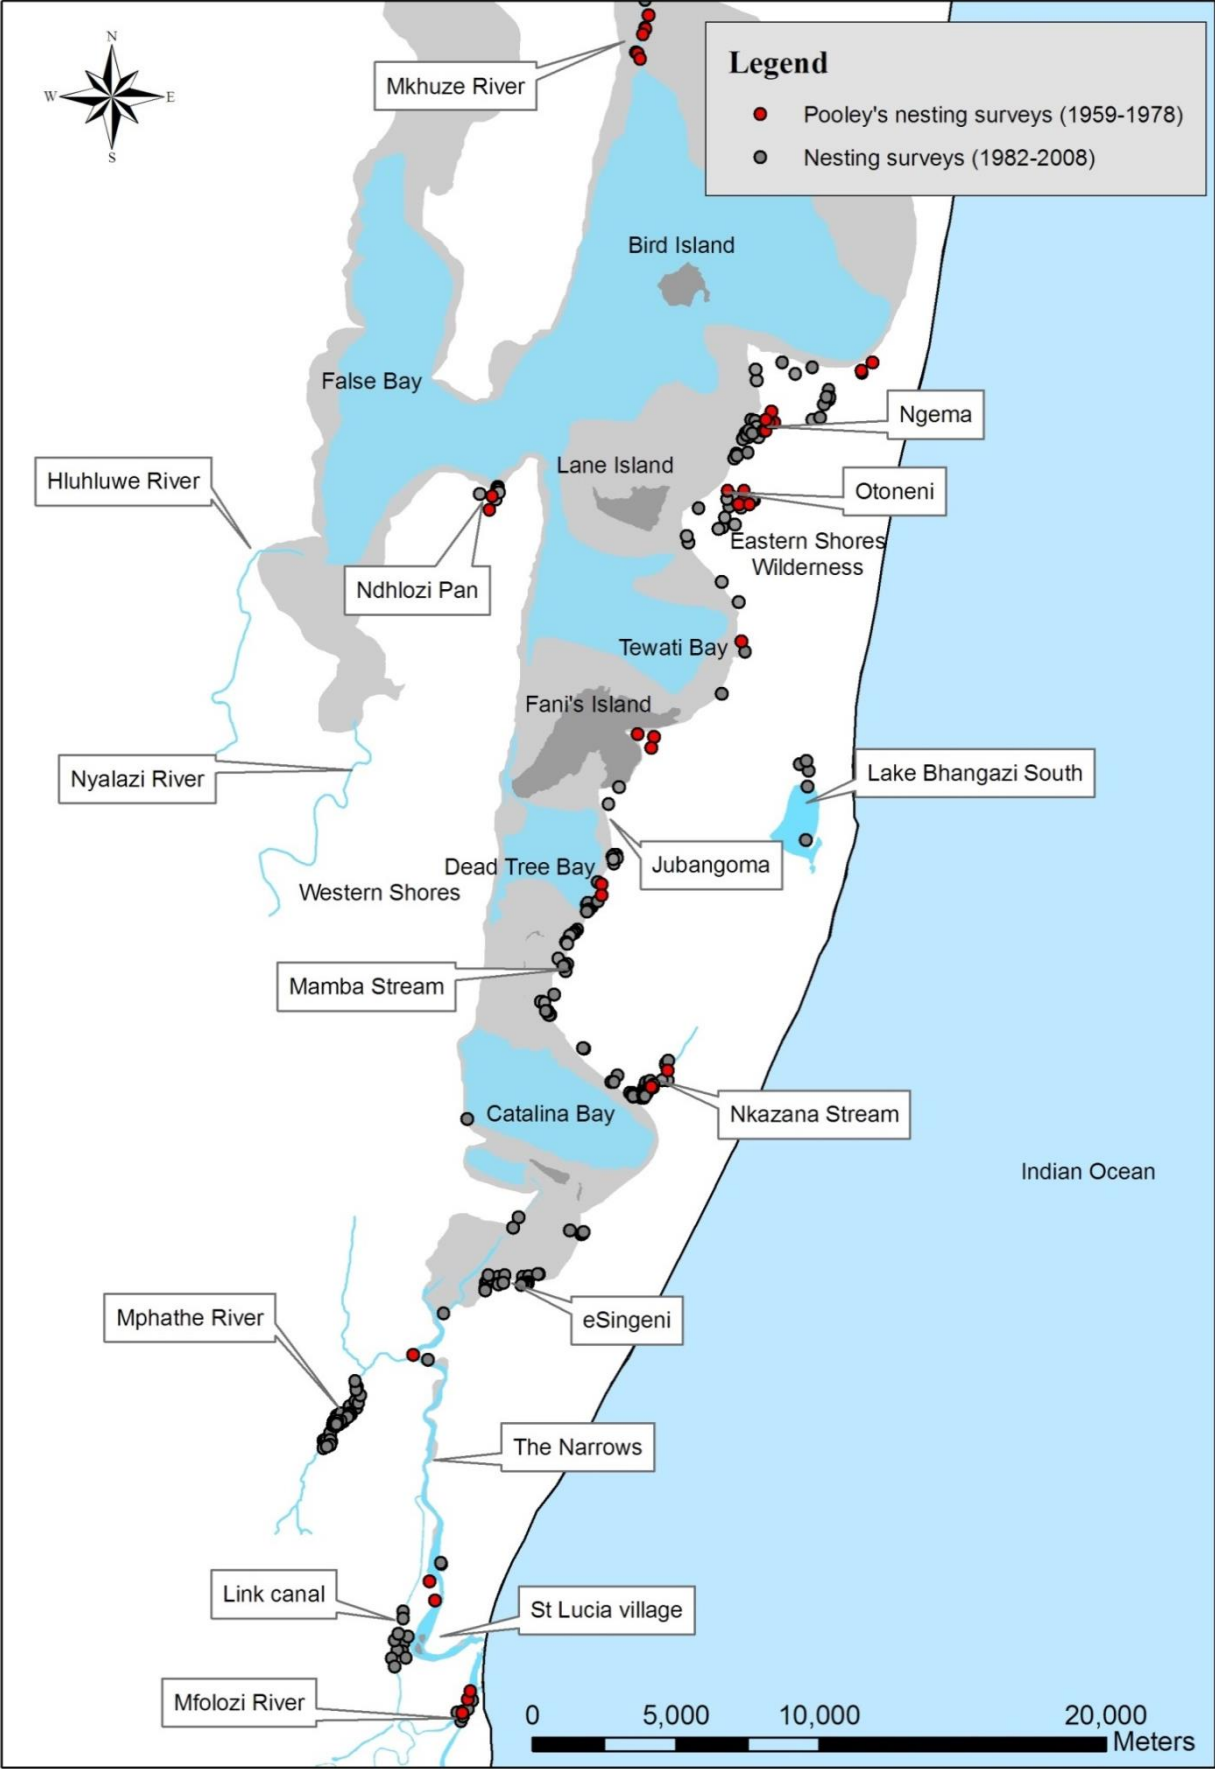 N
W E
S
Legend
Pooley's nesting surveys (1959-1978)
Nesting surveys (1982-2008)
Mkhuze River
Bird Island
False Bay
Ngema
Lane Island
Hluhluwe River
Otoneni
Eastern Shores
Wilderness
Ndhlozi Pan
Tewati Bay
Fani's Island
Nyalazi River
Lake Bhangazi South
Jubangoma
Dead Tree Bay
Western Shores
Mamba Stream
Catalina Bay
Nkazana Stream
Indian Ocean
Mphathe River
eSingeni
The Narrows
Link canal
St Lucia village
Mfolozi River
0 5,000 10,000 20,000
Meters